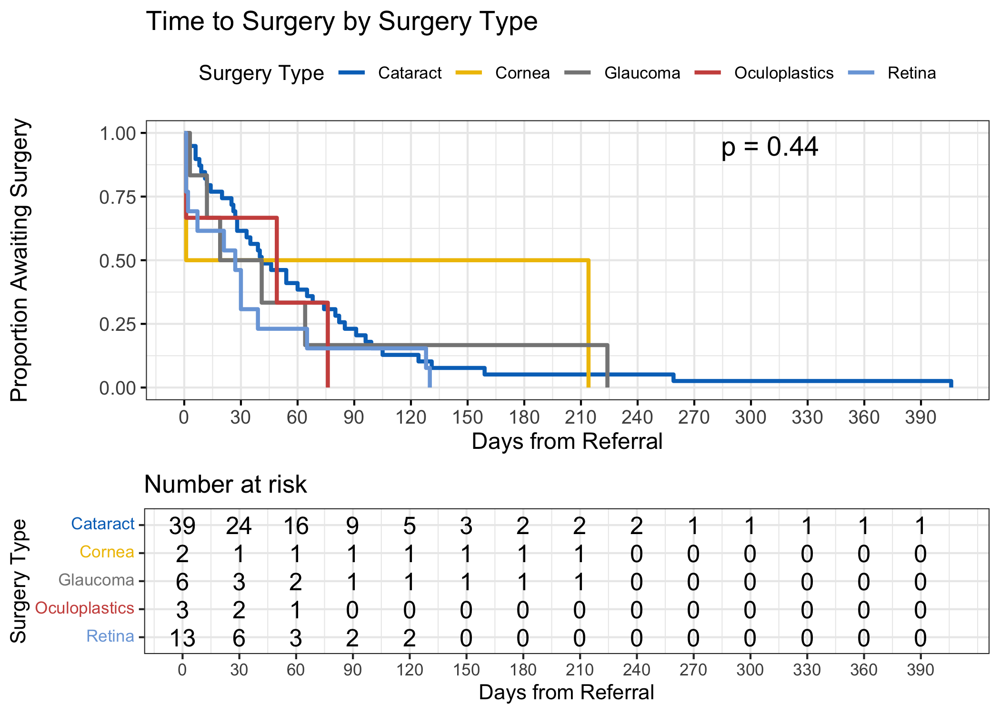 Time to Surgery by Surgery Type
Surgery Type Cataract Cornea Glaucoma Oculoplastics Retina
Proportion Awaiting Surgery
1.00
0.75
0.50
0.25
0.00
p = 0.44
0 30 60 90 120 150 180 210 240 270 300 330 360 390
Days from Referral
Number at risk
Surgery Type
Cataract 39 24 16 9 5 3 2 2 2 1 1 1 1 1
Cornea 2 1 1 1 1 1 1 1 0 0 0 0 0 0
Glaucoma 6 3 2 1 1 1 1 1 0 0 0 0 0 0
Oculoplastics 3 2 1 0 0 0 0 0 0 0 0 0 0 0
Retina 13 6 3 2 2 0 0 0 0 0 0 0 0 0
0 30 60 90 120 150 180 210 240 270 300 330 360 390
Days from Referral